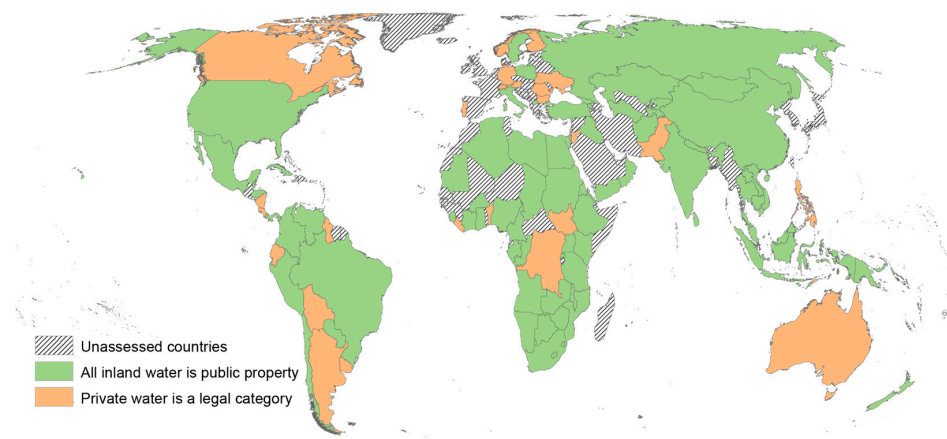 Unassessed countries
All inland water is public property
Private water is a legal category